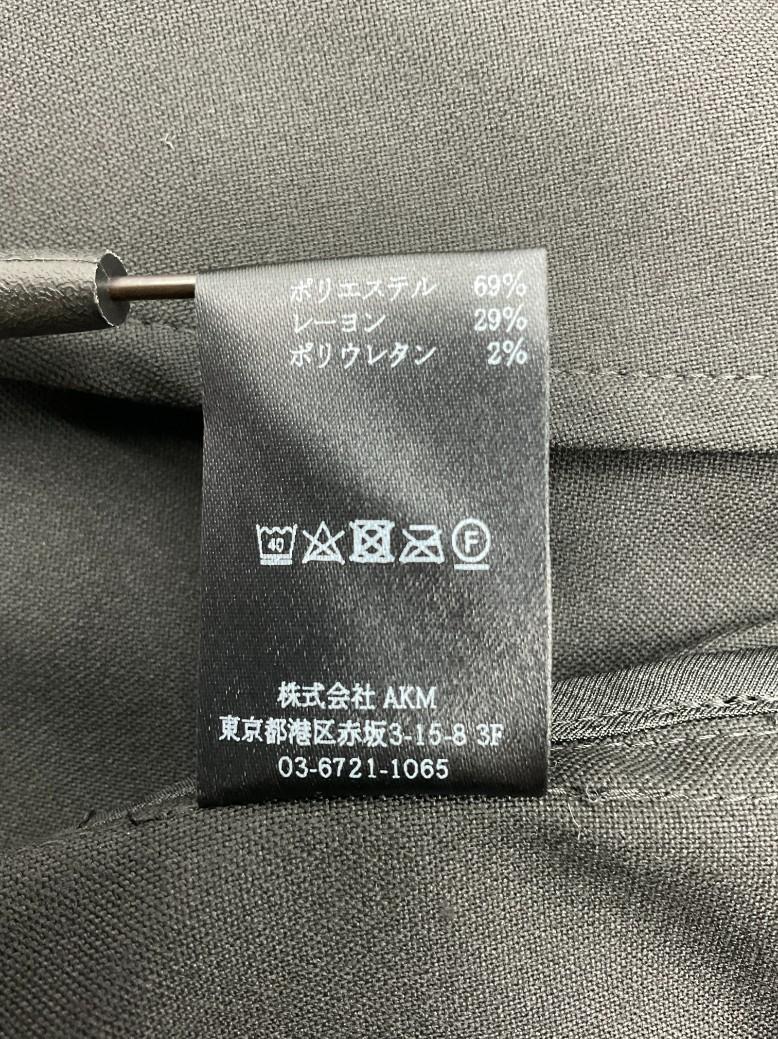 ポリエステル 69%
レーヨン 29%
ポリウレタン 2%
40 F
株式会社 AKM
東京都港区赤坂3-15-8 3F
03-6721-1065